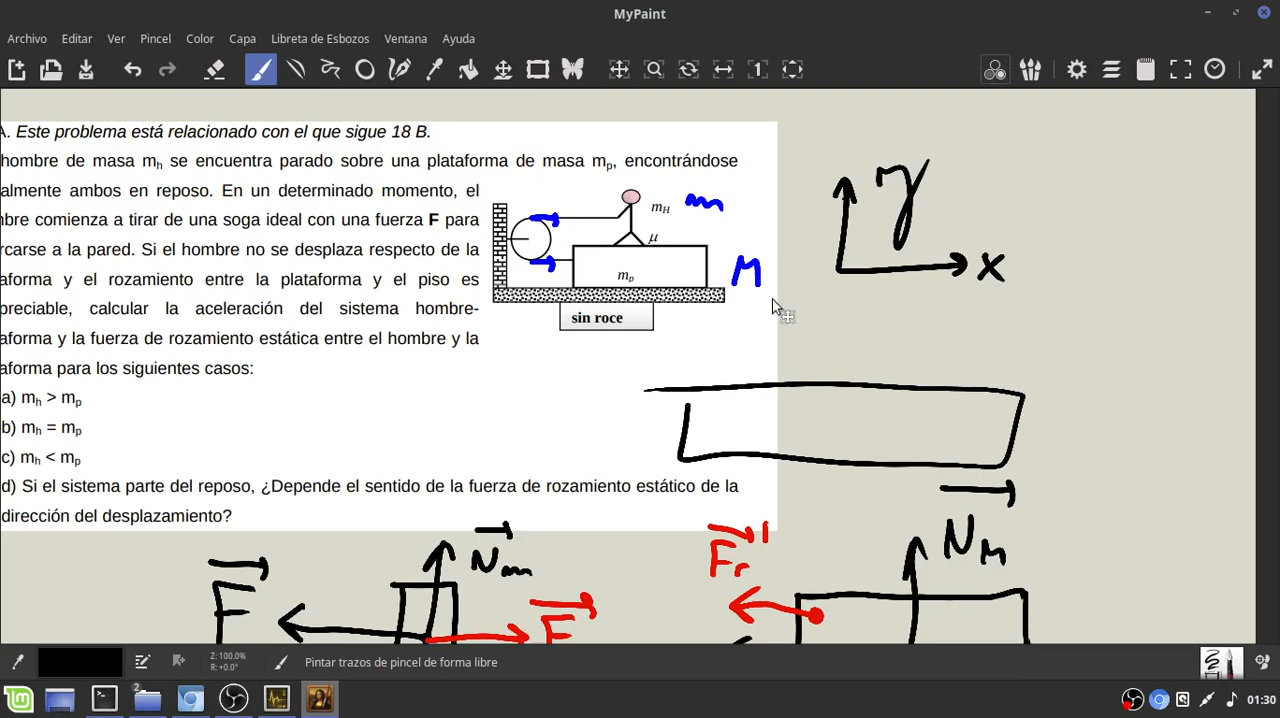 MyPaint
Archivo Editar Ver Pincel Color Capa Libreta de Esbozos Ventana Ayuda
A. Este problema está relacionado con el que sigue 18 B.
hombre de masa mh se encuentra parado sobre una plataforma de masa mp, encontrándose
almente ambos en reposo. En un determinado momento, el
bre comienza a tirar de una soga ideal con una fuerza F para
rcarse a la pared. Si el hombre no se desplaza respecto de la
aforma y el rozamiento entre la plataforma y el piso es
preciable, calcular la aceleración del sistema hombre-
aforma y la fuerza de rozamiento estática entre el hombre y la
aforma para los siguientes casos:
a) mh > mp
b) mh = mp
c) mh < mp
d) Si el sistema parte del reposo, ¿Depende el sentido de la fuerza de rozamiento estático de la
dirección del desplazamiento?
mH
m
μ
mp
M
sin roce
y
x
F
Nm
F
Fr'
NM
Z: 100.0%
R: +0.0°
Pintar trazos de pincel de forma libre
2
01:30